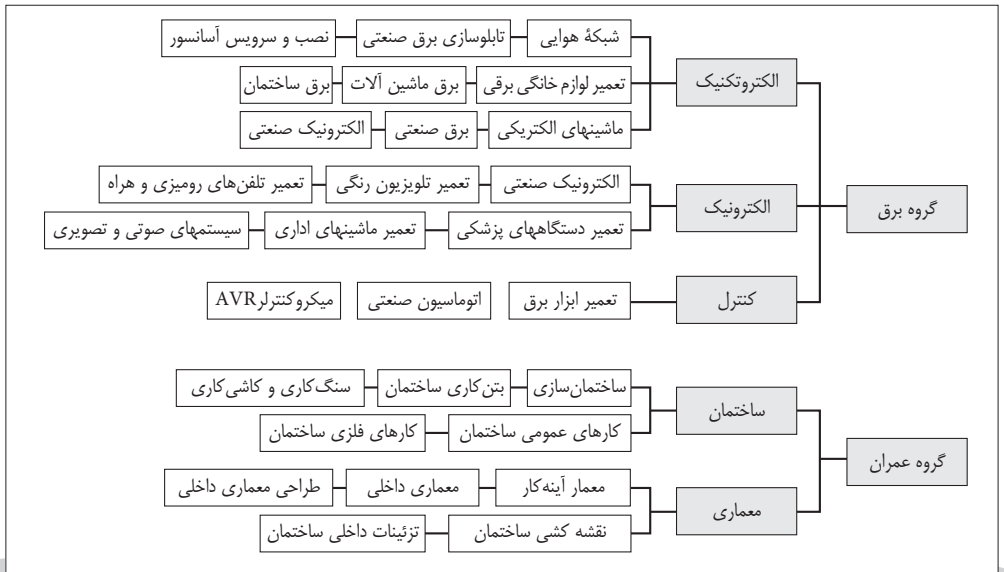 شبکهٔ هوایی تابلوسازی برق صنعتی نصب و سرویس آسانسور
الکتروتکنیک
تعمیر لوازم خانگی برقی برق ماشین آلات برق ساختمان
ماشینهای الکتریکی برق صنعتی الکترونیک صنعتی
گروه برق
الکترونیک
الکترونیک صنعتی تعمیر تلویزیون رنگی تعمیر تلفن‌های رومیزی و هراه
تعمیر دستگاههای پزشکی تعمیر ماشینهای اداری سیستمهای صوتی و تصویری
کنترل تعمیر ابزار برق اتوماسیون صنعتی میکروکنترلرAVR
گروه عمران
ساختمان
ساختمان‌سازی بتن‌کاری ساختمان سنگ‌کاری و کاشی‌کاری
کارهای عمومی ساختمان کارهای فلزی ساختمان
معماری
معمار آینه‌کار معماری داخلی طراحی معماری داخلی
نقشه کشی ساختمان تزئینات داخلی ساختمان